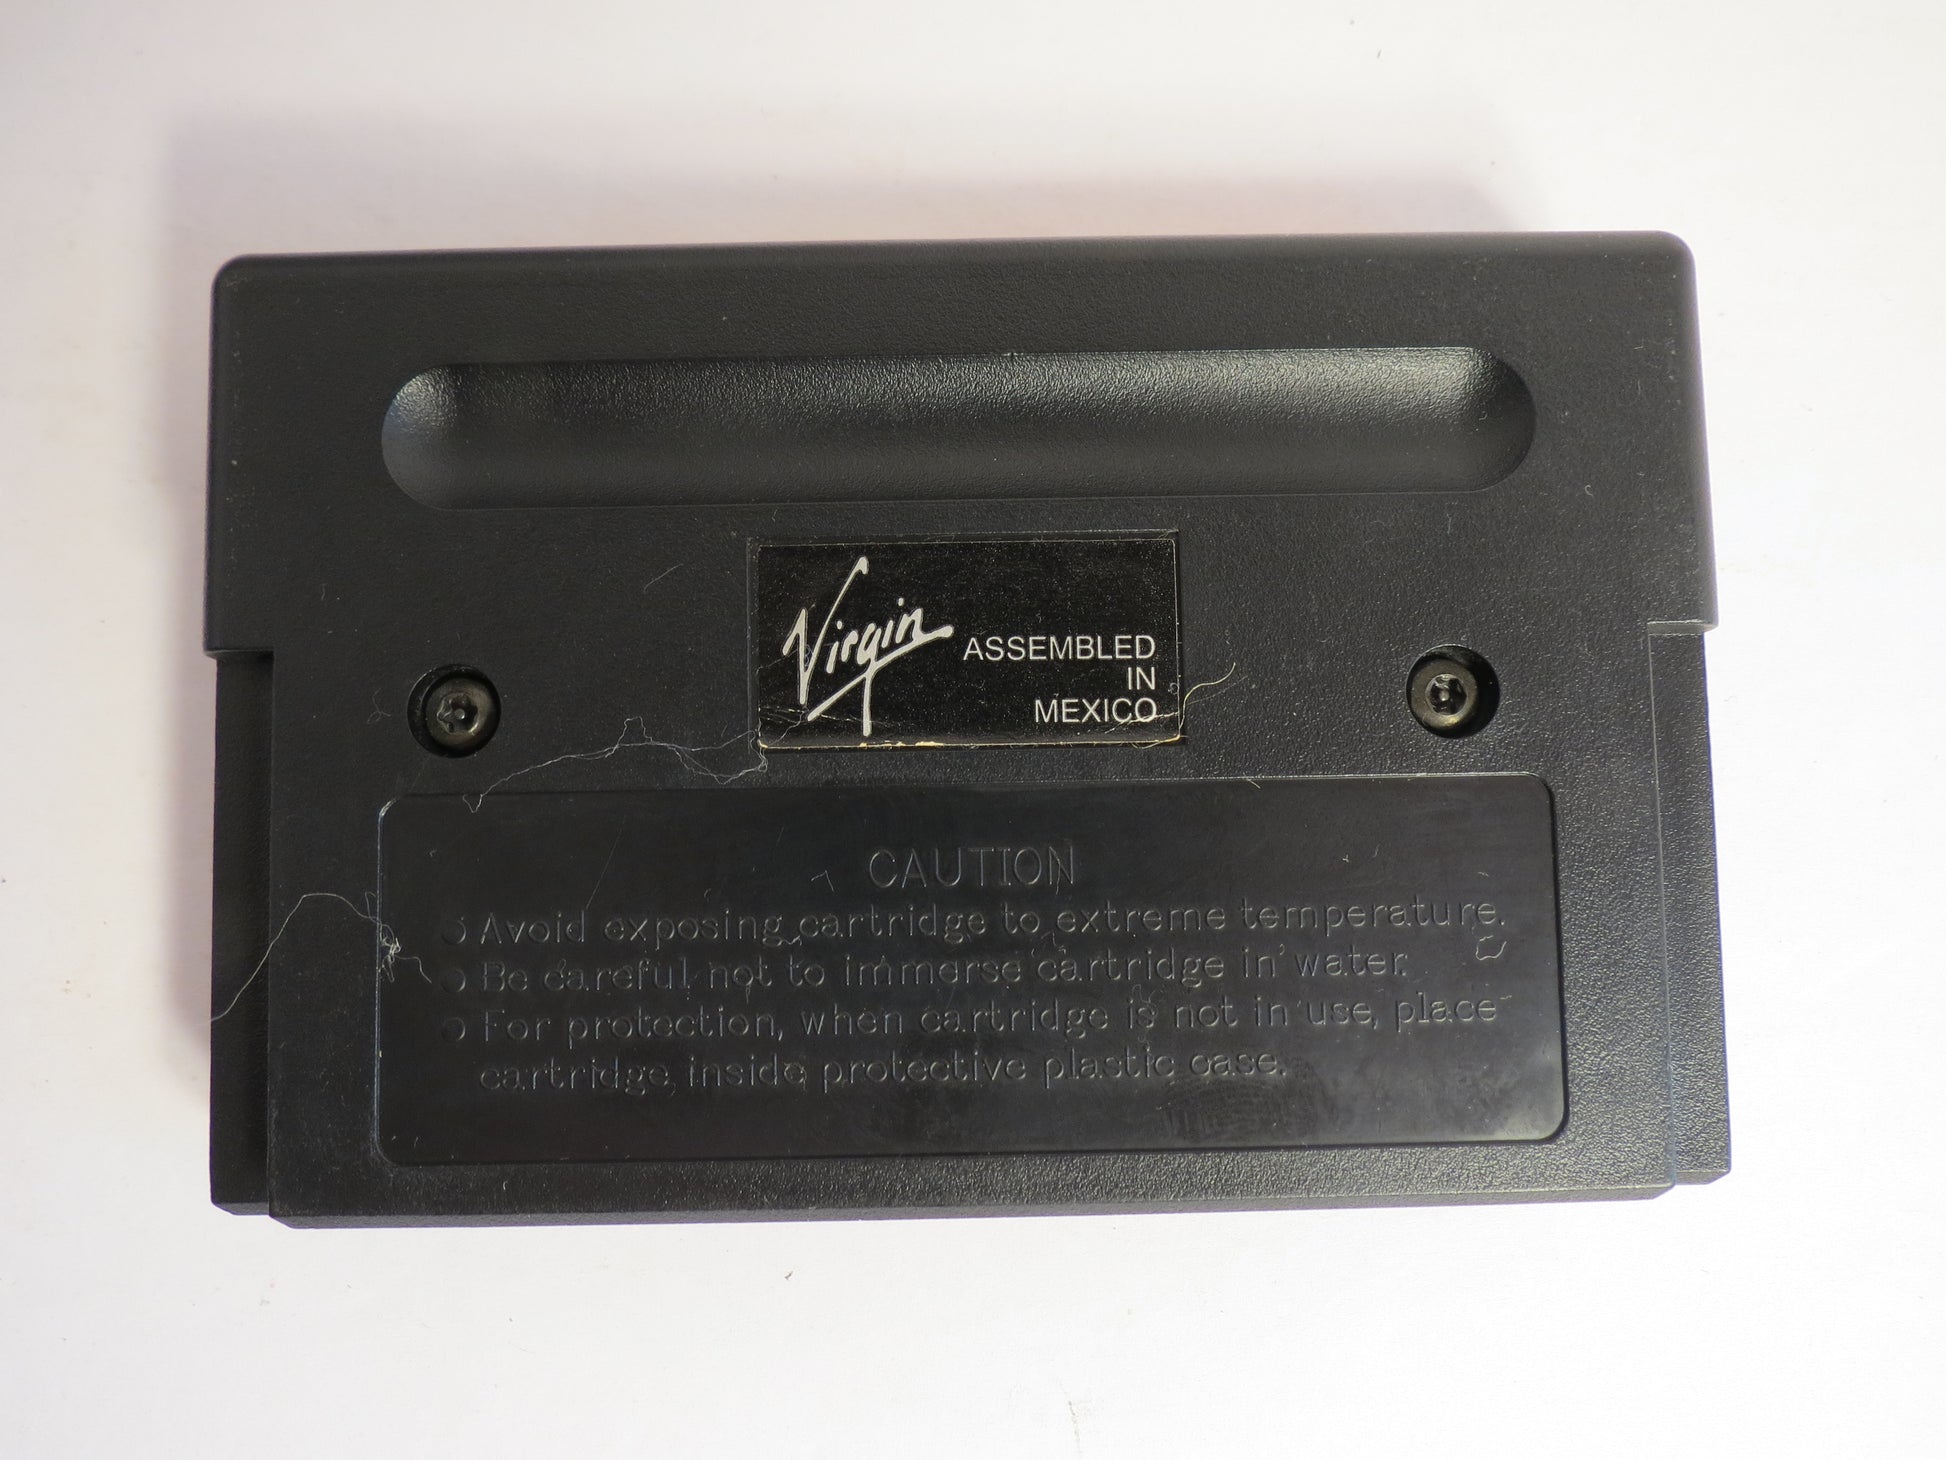 Virgin ASSEMBLED
IN
MEXICO
CAUTION
Avoid exposing cartridge to extreme temperature.
Be careful not to immerse cartridge in water.
For protection, when cartridge is not in use, place
cartridge inside protective plastic case.